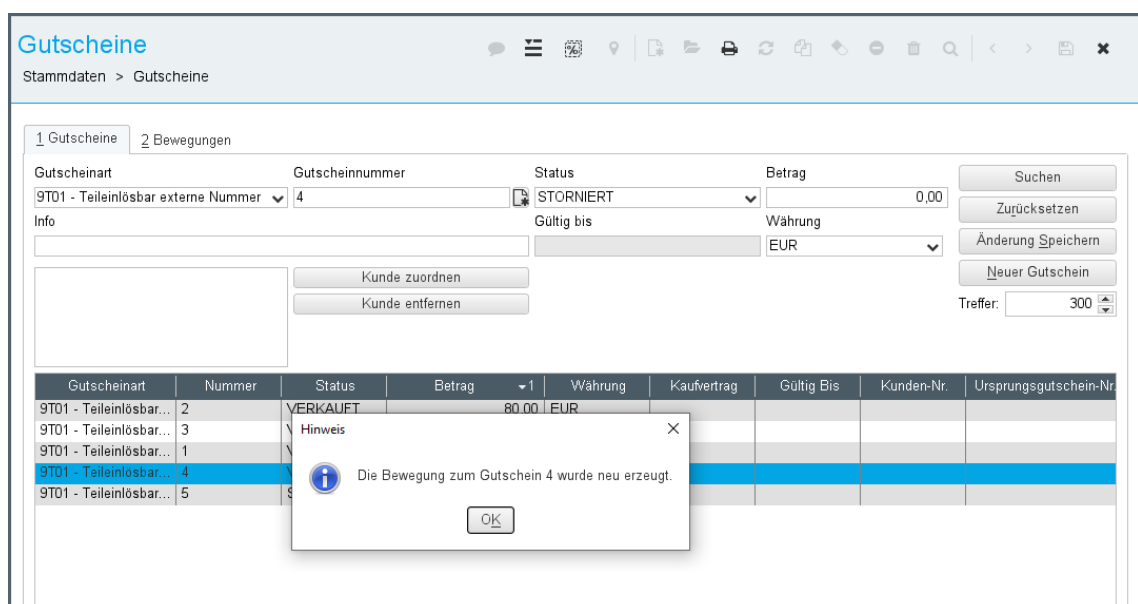 Gutscheine
Stammdaten > Gutscheine
1 Gutscheine 2 Bewegungen
Gutscheinart Gutscheinnummer Status Betrag Suchen
9T01 - Teileinlösbar externe Nummer 4 STORNIERT 0,00 Zurücksetzen
Info Gültig bis Währung
EUR Änderung Speichern
Kunde zuordnen Neuer Gutschein
Kunde entfernen Treffer: 300
Gutscheinart Nummer Status Betrag 1 Währung Kaufvertrag Gültig Bis Kunden-Nr. Ursprungsgutschein-Nr.
9T01 - Teileinlösbar... 2 VERKAUFT 80,00 EUR
9T01 - Teileinlösbar... 3
9T01 - Teileinlösbar... 1
9T01 - Teileinlösbar... 4
9T01 - Teileinlösbar... 5
Hinweis
Die Bewegung zum Gutschein 4 wurde neu erzeugt.
OK